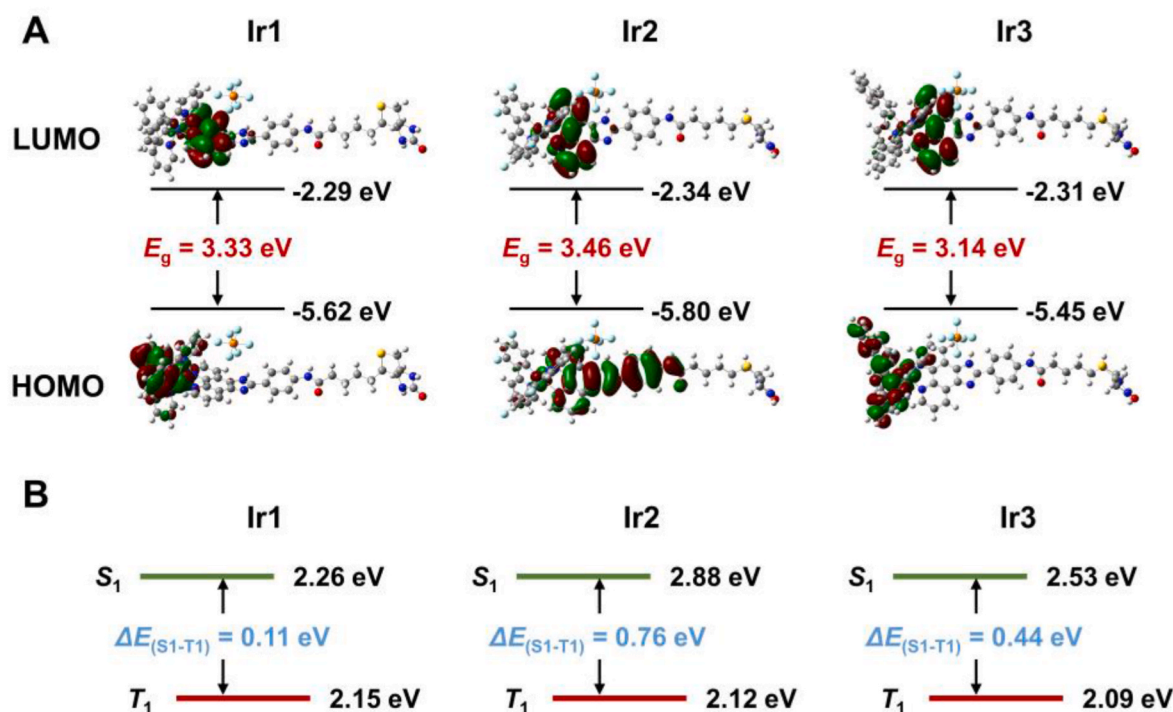 A
Ir1 Ir2 Ir3
LUMO
-2.29 eV -2.34 eV -2.31 eV
Eg = 3.33 eV Eg = 3.46 eV Eg = 3.14 eV
-5.62 eV -5.80 eV -5.45 eV
HOMO
B
Ir1 Ir2 Ir3
S1 2.26 eV S1 2.88 eV S1 2.53 eV
ΔE(S1-T1) = 0.11 eV ΔE(S1-T1) = 0.76 eV ΔE(S1-T1) = 0.44 eV
T1 2.15 eV T1 2.12 eV T1 2.09 eV